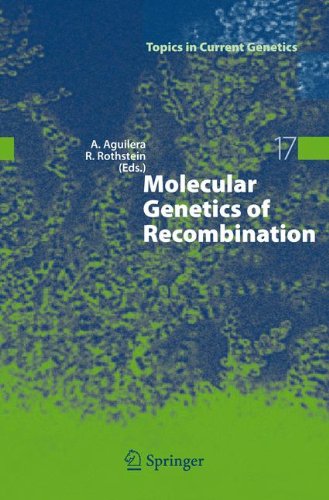 Topics in Current Genetics
A. Aguilera
R. Rothstein
(Eds.)
17
Molecular
Genetics of
Recombination
Springer